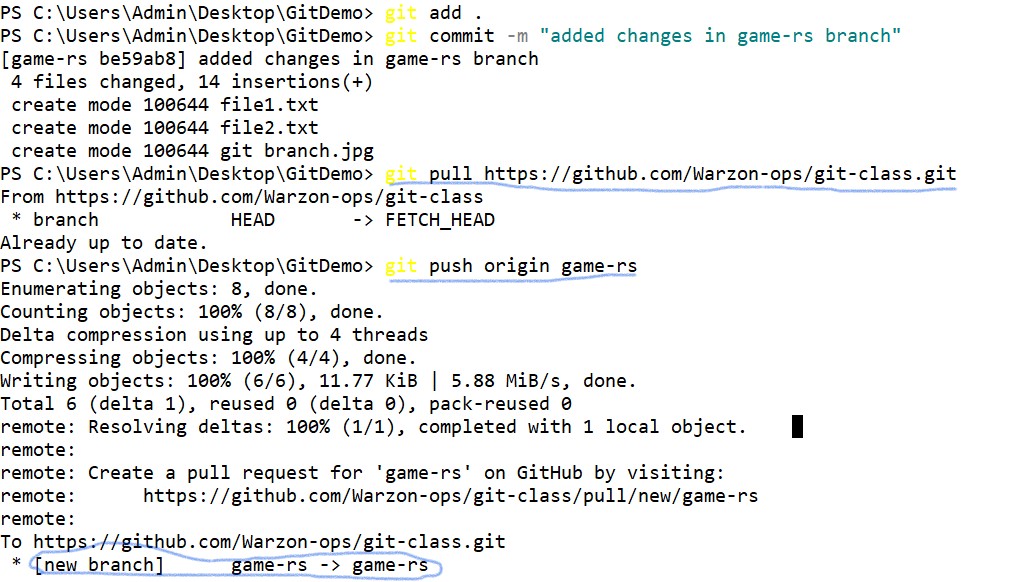 PS C:\Users\Admin\Desktop\GitDemo> git add .
PS C:\Users\Admin\Desktop\GitDemo> git commit -m "added changes in game-rs branch"
[game-rs be59ab8] added changes in game-rs branch
 4 files changed, 14 insertions(+)
 create mode 100644 file1.txt
 create mode 100644 file2.txt
 create mode 100644 git branch.jpg
PS C:\Users\Admin\Desktop\GitDemo> git pull https://github.com/Warzon-ops/git-class.git
From https://github.com/Warzon-ops/git-class
 * branch            HEAD       -> FETCH_HEAD
Already up to date.
PS C:\Users\Admin\Desktop\GitDemo> git push origin game-rs
Enumerating objects: 8, done.
Counting objects: 100% (8/8), done.
Delta compression using up to 4 threads
Compressing objects: 100% (4/4), done.
Writing objects: 100% (6/6), 11.77 KiB | 5.88 MiB/s, done.
Total 6 (delta 1), reused 0 (delta 0), pack-reused 0
remote: Resolving deltas: 100% (1/1), completed with 1 local object.
remote:
remote: Create a pull request for 'game-rs' on GitHub by visiting:
remote:      https://github.com/Warzon-ops/git-class/pull/new/game-rs
remote:
To https://github.com/Warzon-ops/git-class.git
 * [new branch]      game-rs -> game-rs